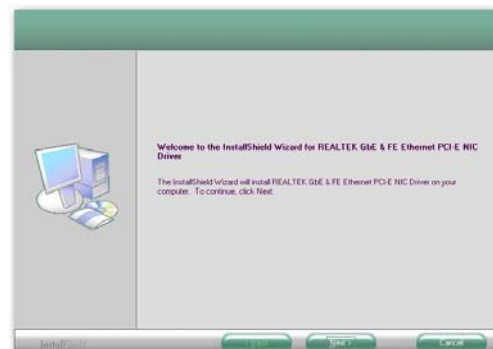 Welcome to the InstallShield Wizard for REALTEK GbE & FE Ethernet PCI-E NIC
Driver
The InstallShield Wizard will install REALTEK GbE & FE Ethernet PCI-E NIC Driver on your
computer. To continue, click Next.
InstallShield
< Back
Next >
Cancel